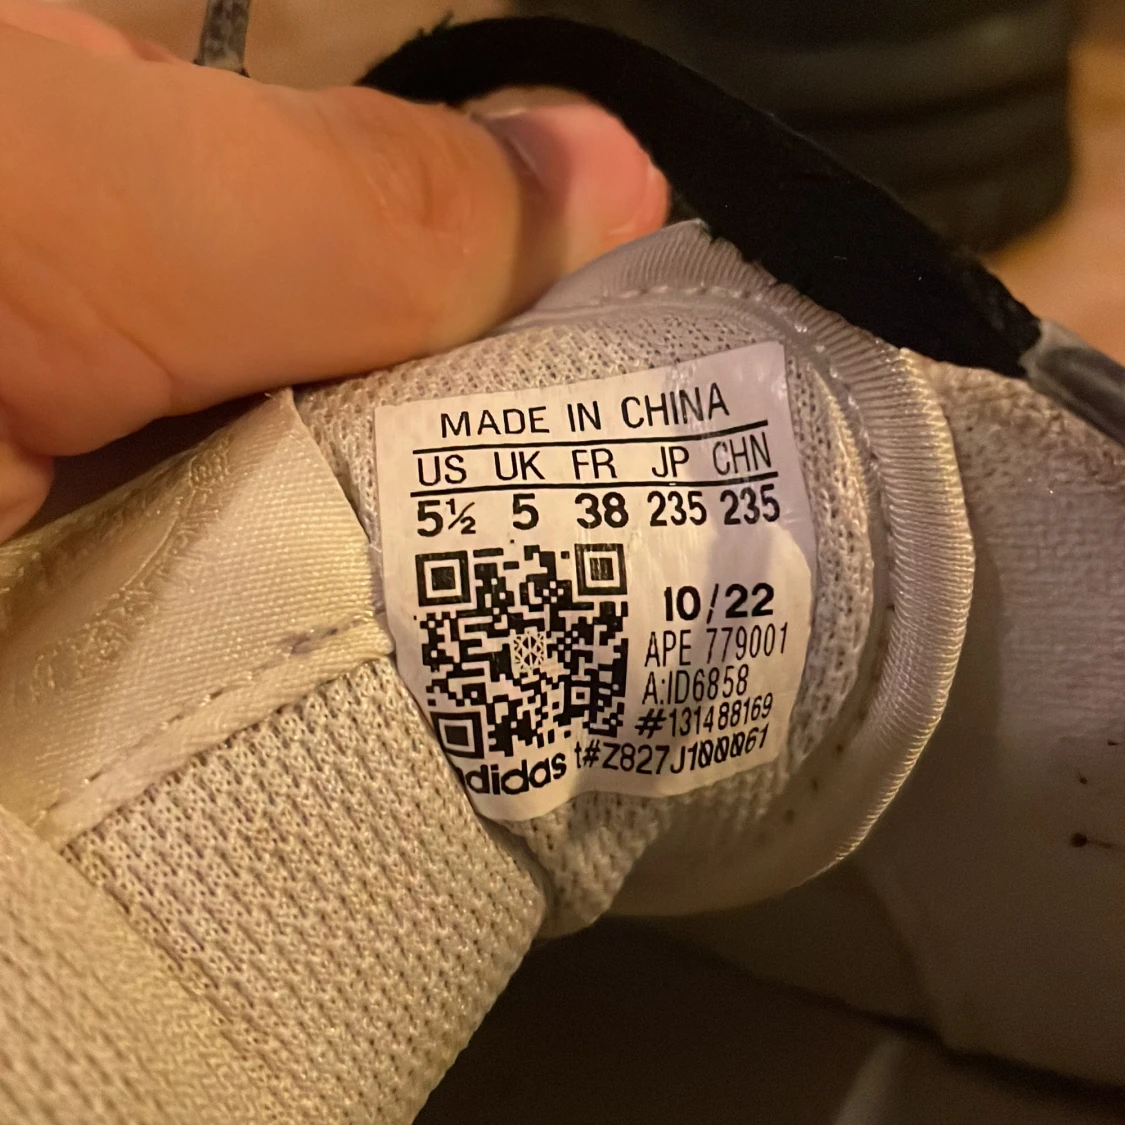 MADE IN CHINA
US UK FR JP CHN
5½ 5 38 235 235
10/22
APE 779001
A:ID6858
#131488169
t#Z827J100061
adidas